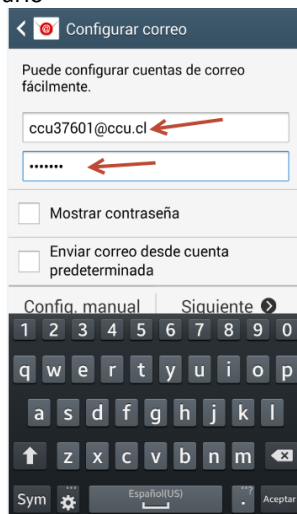 Configurar correo
Puede configurar cuentas de correo
fácilmente.
ccu37601@ccu.cl
•••••••
Mostrar contraseña
Enviar correo desde cuenta
predeterminada
Config. manual Siguiente
1 2 3 4 5 6 7 8 9 0
q w e r t y u i o p
a s d f g h j k l
z x c v b n m
Sym Español(US) . ...? Aceptar